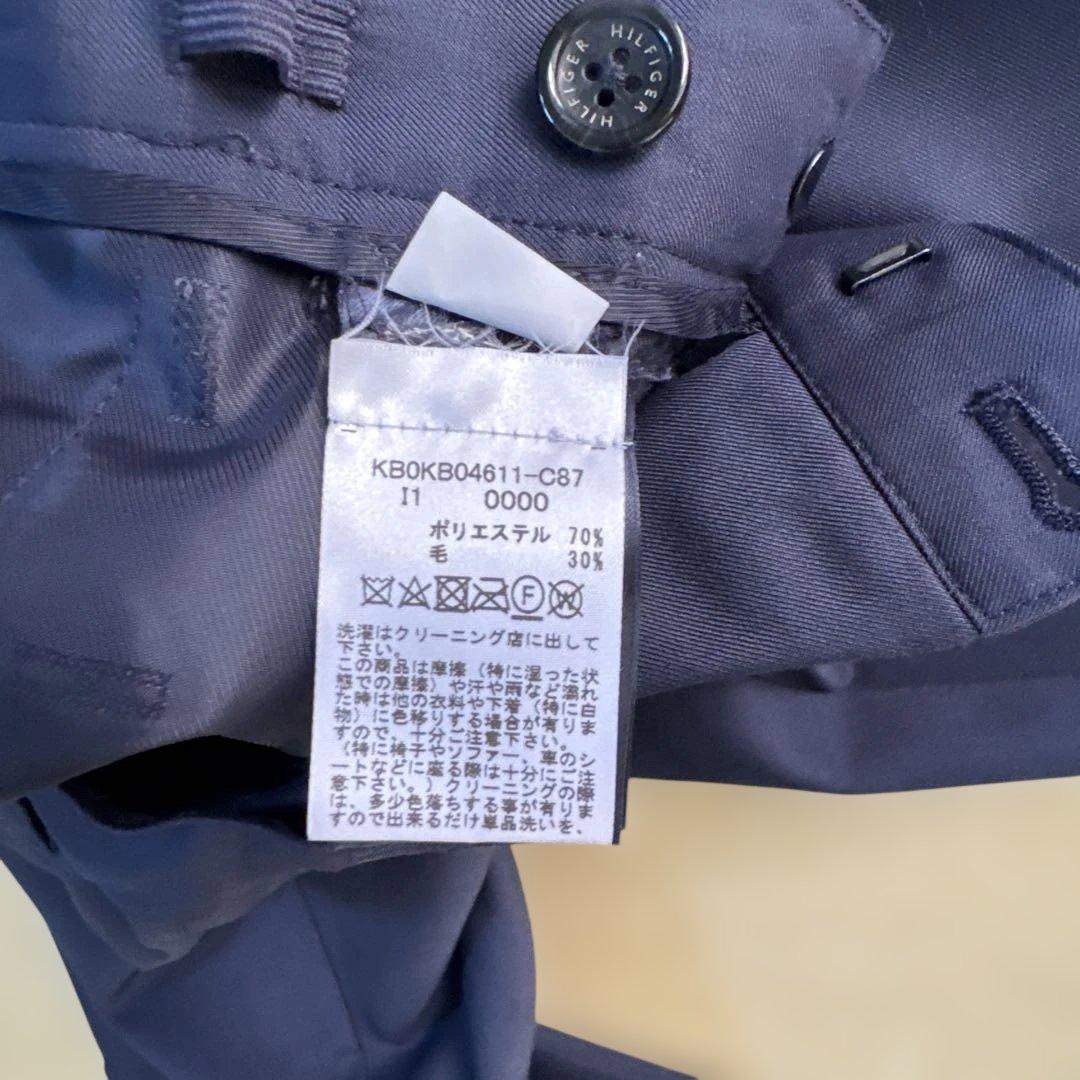 HILFIGER HILFIGER
KB0KB04611-C87
I1 0000
ポリエステル 70%
毛 30%
F W
洗濯はクリーニング店に出して
下さい。
この商品は摩擦（特に湿った状
態での摩擦）や汗や雨など濡れ
た時は他の衣料や下着（特に白
物）に色移りする場合が有りま
すので、十分ご注意下さい。
（特に椅子やソファー、車のシ
ートなどに座る際は十分にご注
意下さい。）クリーニングの際
は、多少色落ちする事が有りま
すので出来るだけ単品洗いを、